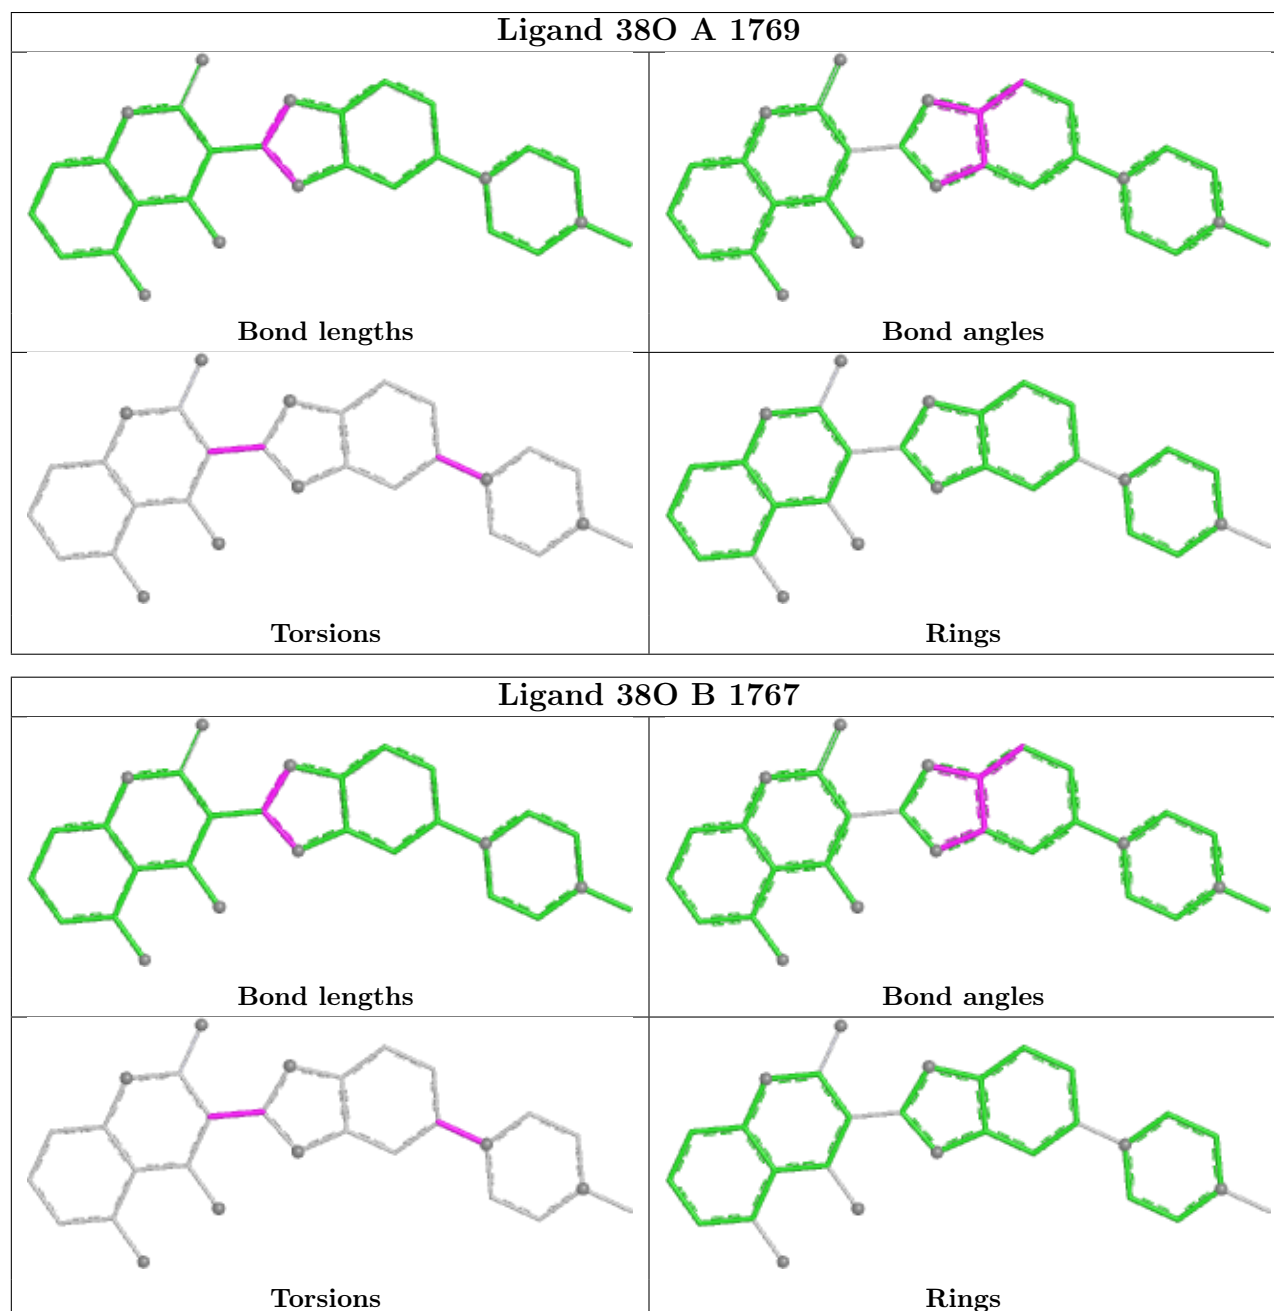 Ligand 38O A 1769
Bond lengths
Bond angles
Torsions
Rings
Ligand 38O B 1767
Bond lengths
Bond angles
Torsions
Rings